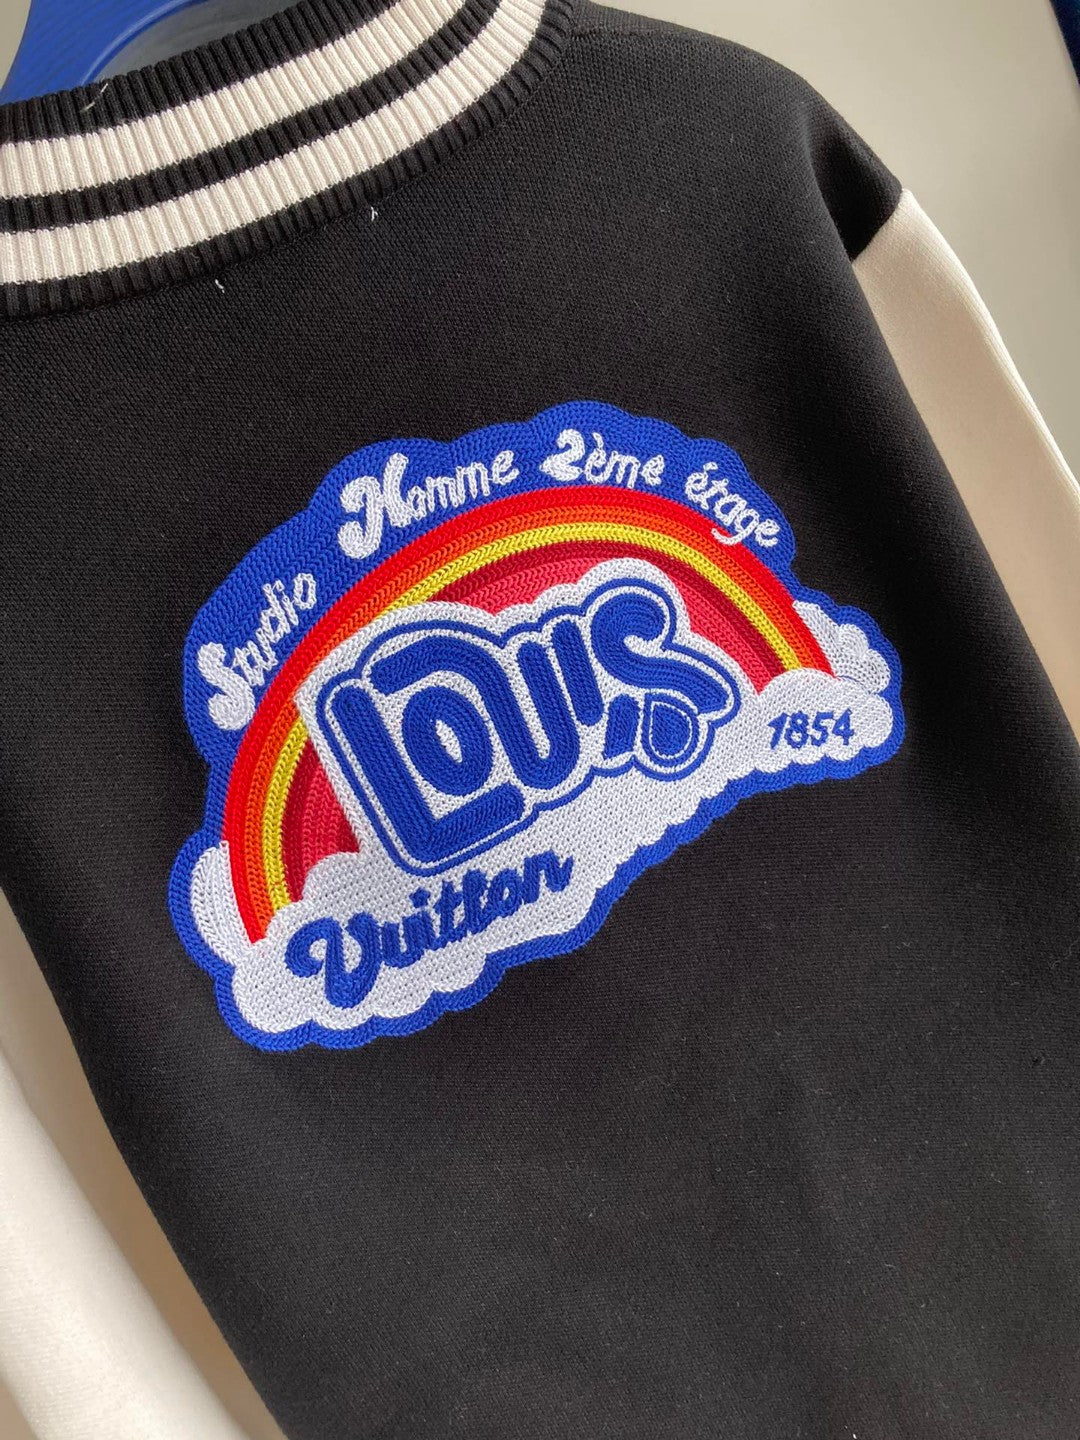 Studio Homme 2ème étage
LOUIS
1854
Vuitton